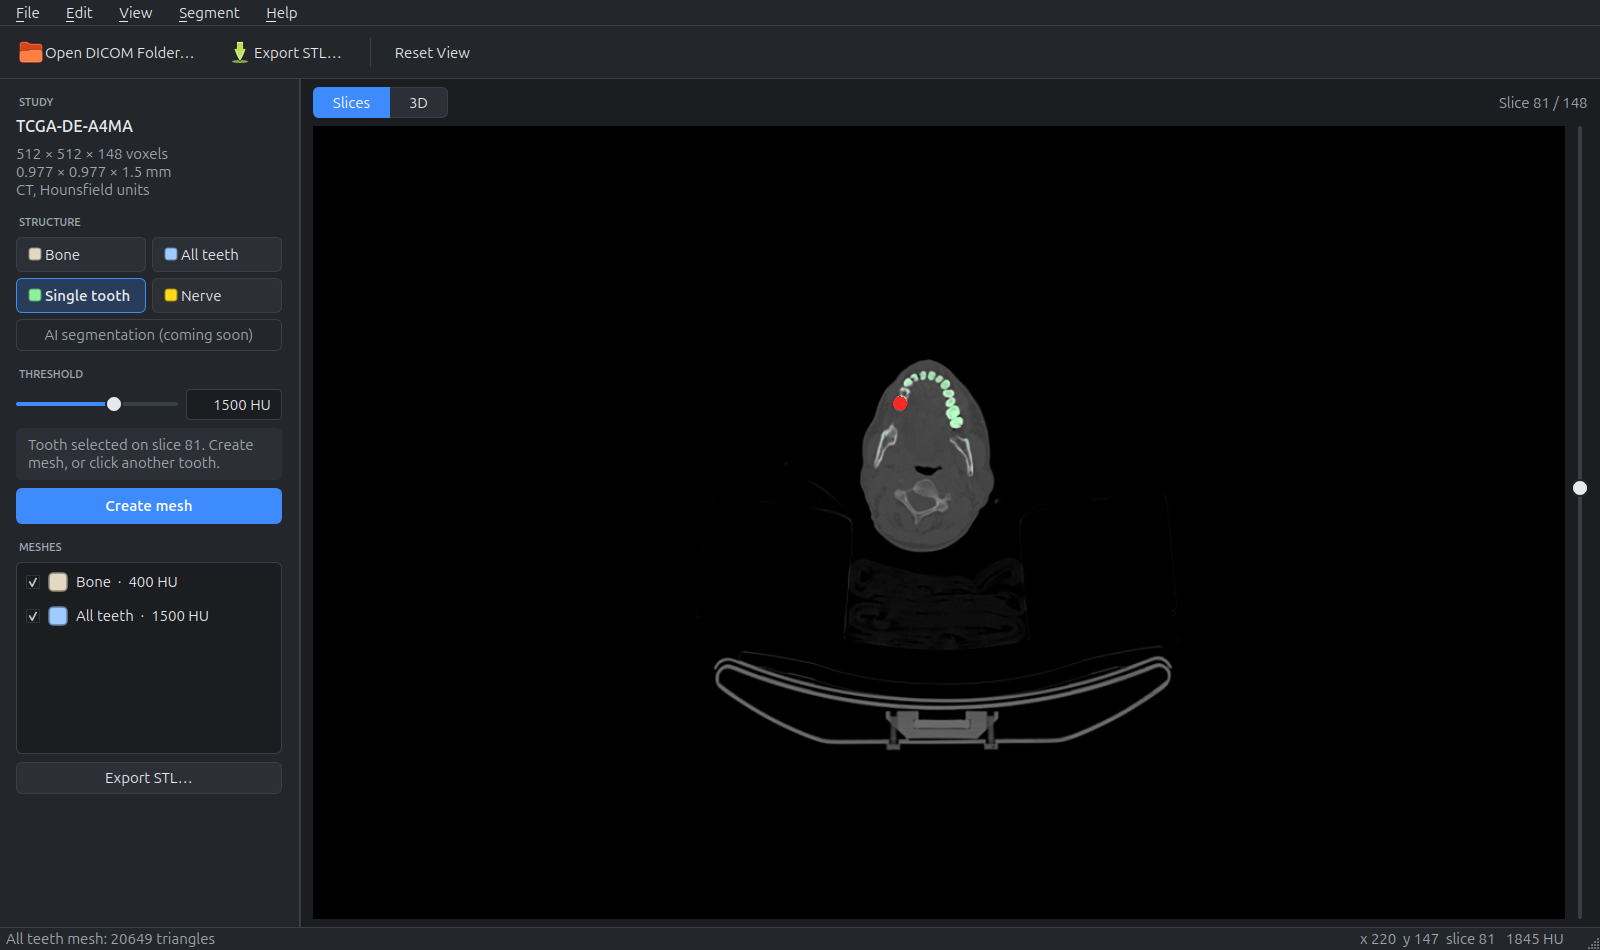 File Edit View Segment Help
Open DICOM Folder... Export STL... Reset View
STUDY
TCGA-DE-A4MA
512 × 512 × 148 voxels
0.977 × 0.977 × 1.5 mm
CT, Hounsfield units
STRUCTURE
Bone All teeth
Single tooth Nerve
AI segmentation (coming soon)
THRESHOLD
1500 HU
Tooth selected on slice 81. Create
mesh, or click another tooth.
Create mesh
MESHES
Bone · 400 HU
All teeth · 1500 HU
Export STL...
Slices 3D
Slice 81 / 148
All teeth mesh: 20649 triangles
x 220 y 147 slice 81 1845 HU